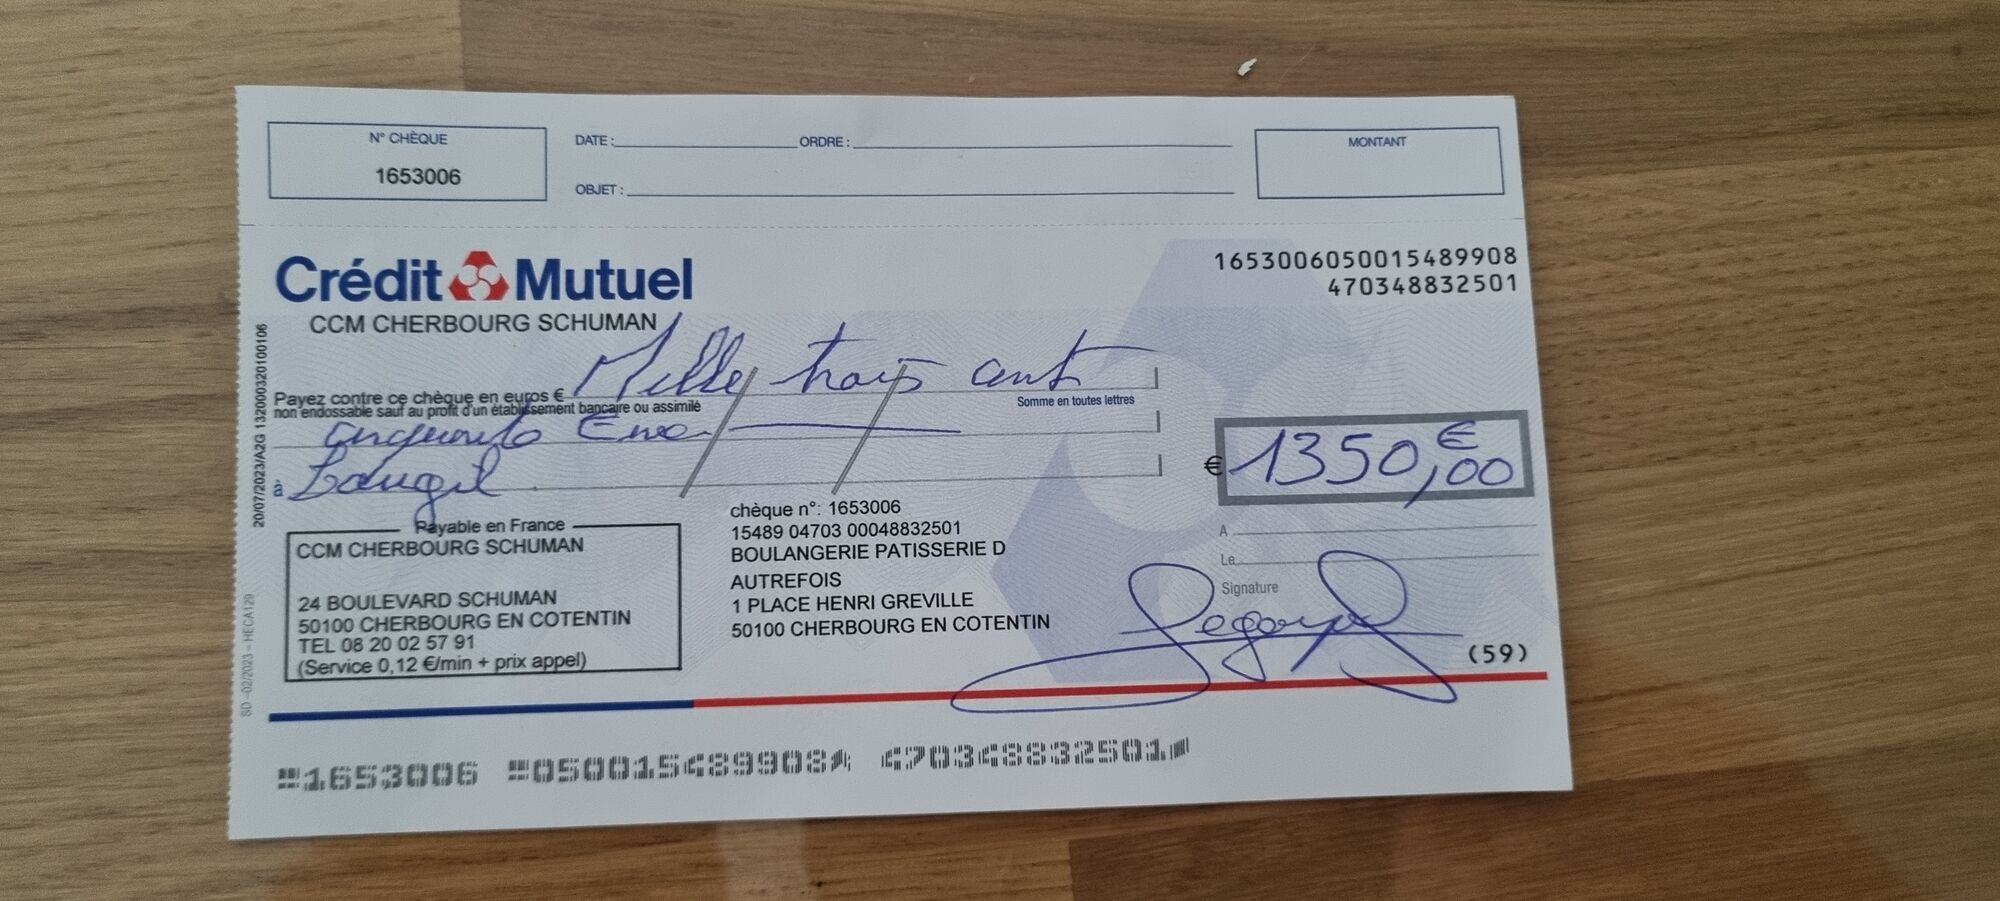 N° CHÈQUE
1653006
DATE :
ORDRE :
OBJET :
MONTANT
Crédit Mutuel
CCM CHERBOURG SCHUMAN
1653006050015489908
470348832501
20/07/2023/A2G 132000320100106
Mille trois cent
Payez contre ce chèque en euros €
non endossable sauf au profit d'un établissement bancaire ou assimilé
Somme en toutes lettres
cinquante Euro
€ 1350,00 €
à
Payable en France
CCM CHERBOURG SCHUMAN
24 BOULEVARD SCHUMAN
50100 CHERBOURG EN COTENTIN
TEL 08 20 02 57 91
(Service 0,12 €/min + prix appel)
chèque n°: 1653006
15489 04703 00048832501
BOULANGERIE PATISSERIE D
AUTREFOIS
1 PLACE HENRI GREVILLE
50100 CHERBOURG EN COTENTIN
A
Le
Signature
(59)
SD -02/2023 - HECA129
1653006 050015489908 470348832501